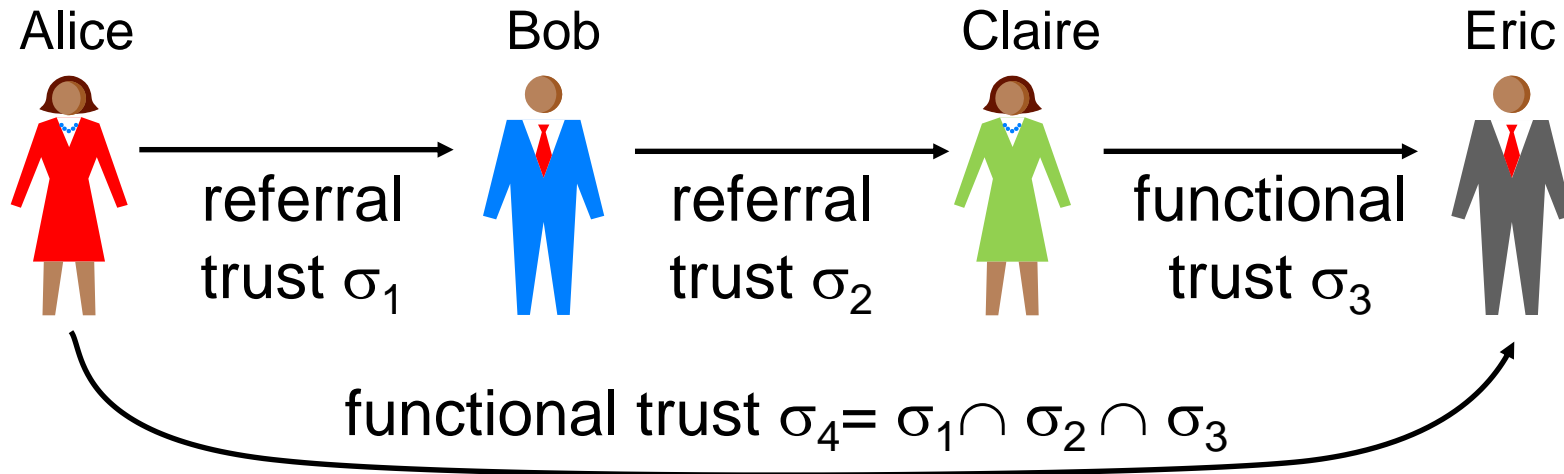 Alice
Bob
Claire
Eric
referral
trust σ₁
referral
trust σ₂
functional
trust σ₃
functional trust σ₄= σ₁∩ σ₂ ∩ σ₃